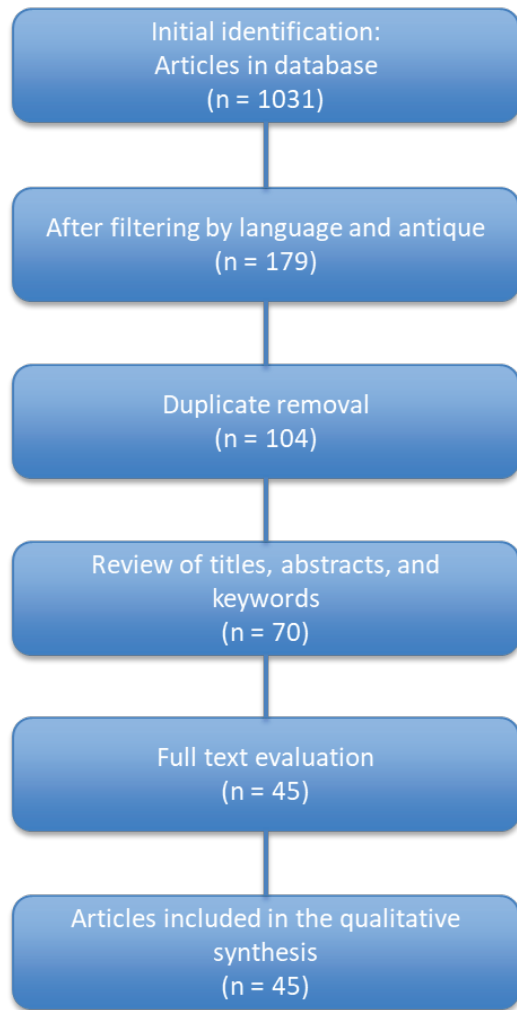 Initial identification:
Articles in database
(n = 1031)
After filtering by language and antique
(n = 179)
Duplicate removal
(n = 104)
Review of titles, abstracts, and
keywords
(n = 70)
Full text evaluation
(n = 45)
Articles included in the qualitative
synthesis
(n = 45)